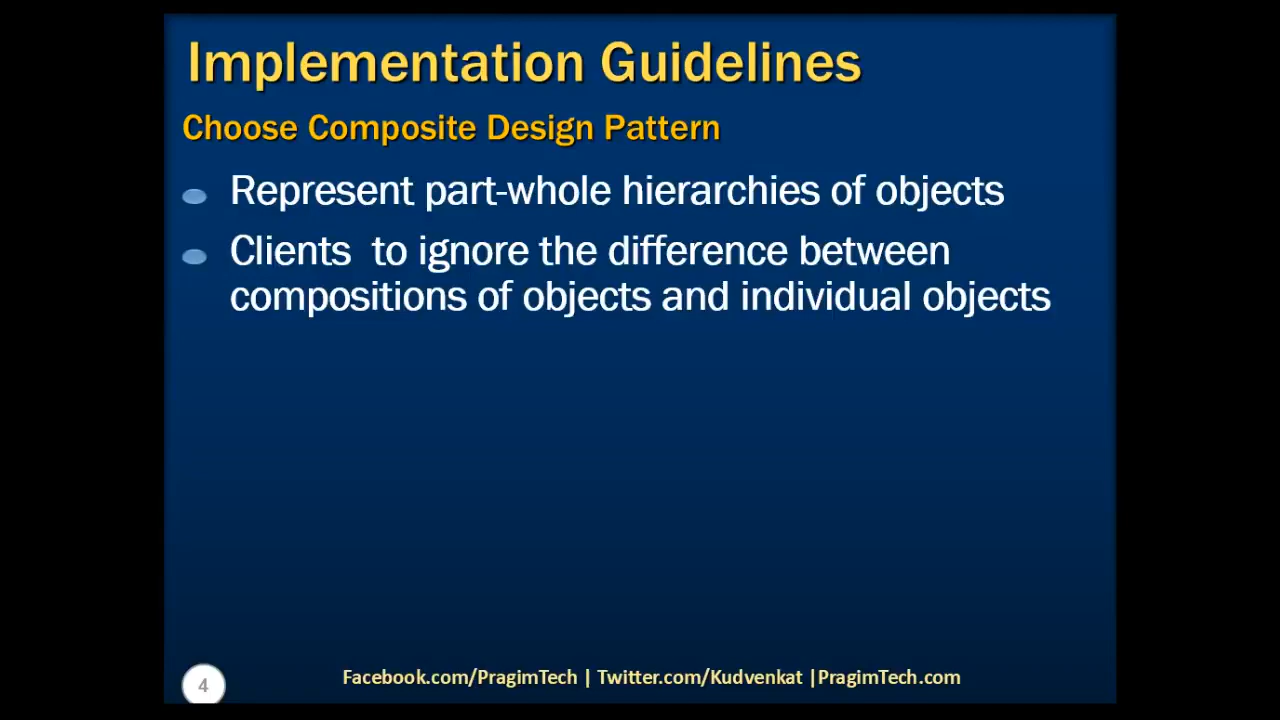 Implementation Guidelines
Choose Composite Design Pattern
Represent part-whole hierarchies of objects
Clients to ignore the difference between
compositions of objects and individual objects
4
Facebook.com/PragimTech | Twitter.com/Kudvenkat |PragimTech.com